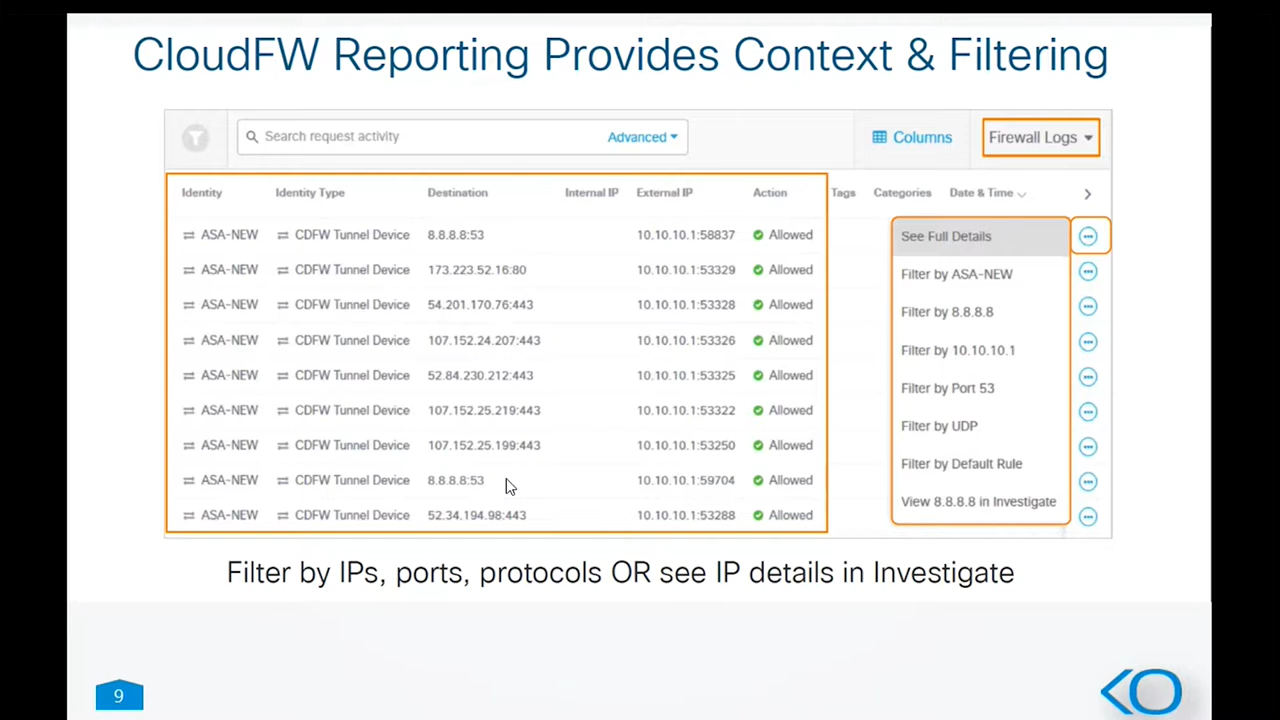 CloudFW Reporting Provides Context & Filtering
Search request activity Advanced Columns Firewall Logs
Identity Identity Type Destination Internal IP External IP Action Tags Categories Date & Time
ASA-NEW CDFW Tunnel Device 8.8.8.8:53 10.10.10.1:58837 Allowed
ASA-NEW CDFW Tunnel Device 173.223.52.16:80 10.10.10.1:53329 Allowed
ASA-NEW CDFW Tunnel Device 54.201.170.76:443 10.10.10.1:53328 Allowed
ASA-NEW CDFW Tunnel Device 107.152.24.207:443 10.10.10.1:53326 Allowed
ASA-NEW CDFW Tunnel Device 52.84.230.212:443 10.10.10.1:53325 Allowed
ASA-NEW CDFW Tunnel Device 107.152.25.219:443 10.10.10.1:53322 Allowed
ASA-NEW CDFW Tunnel Device 107.152.25.199:443 10.10.10.1:53250 Allowed
ASA-NEW CDFW Tunnel Device 8.8.8.8:53 10.10.10.1:59704 Allowed
ASA-NEW CDFW Tunnel Device 52.34.194.98:443 10.10.10.1:53288 Allowed
See Full Details
Filter by ASA-NEW
Filter by 8.8.8.8
Filter by 10.10.10.1
Filter by Port 53
Filter by UDP
Filter by Default Rule
View 8.8.8.8 in Investigate
Filter by IPs, ports, protocols OR see IP details in Investigate
9